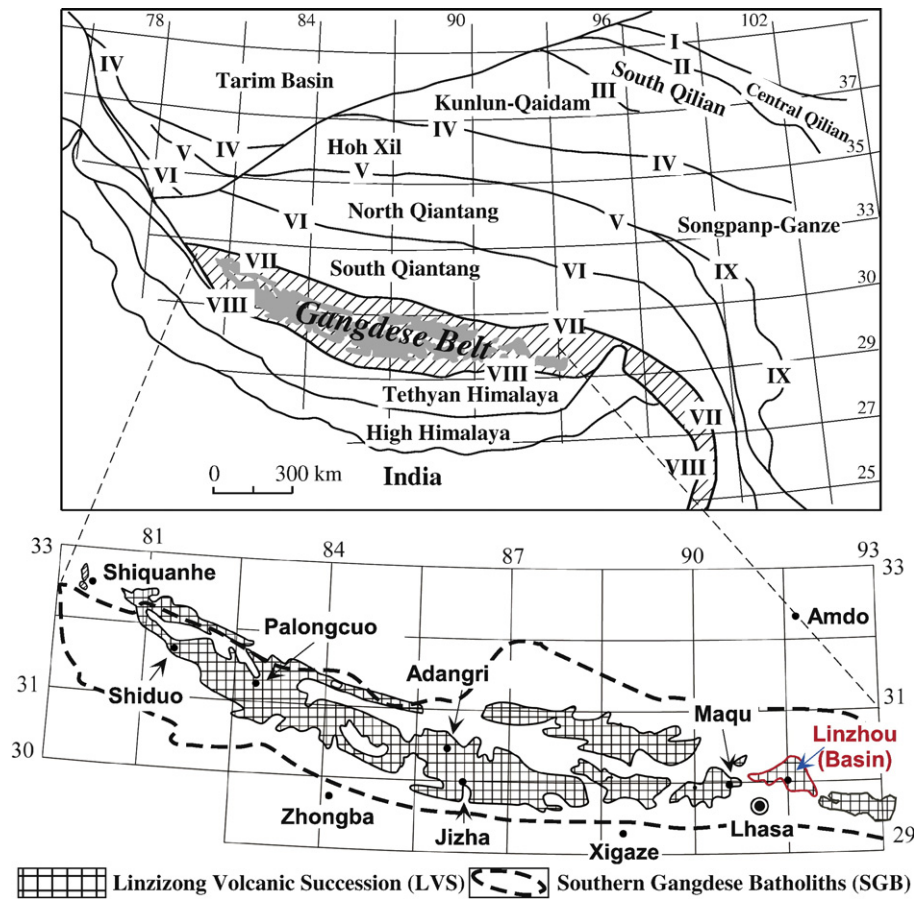 78 84 90 96 102
I
IV
II
Tarim Basin
South Qilian
37
Kunlun-Qaidam
III
Central Qilian
IV
35
V
IV
Hoh Xil
IV
VI
V
33
North Qiantang
V
Songpanp-Ganze
VI
78
VII
South Qiantang
VI
IX
30
VIII
Gangdese Belt
VII
29
VIII
IX
Tethyan Himalaya
27
VII
High Himalaya
0 300 km
India
VIII
25
33 81 84 87 90 93
33
Shiquanhe
Palongcuo
Amdo
Adangri
Shiduo
31
31
Maqu
Linzhou
(Basin)
30
Zhongba
Jizha
Lhasa
Xigaze
29
Linzizong Volcanic Succession (LVS)
Southern Gangdese Batholiths (SGB)